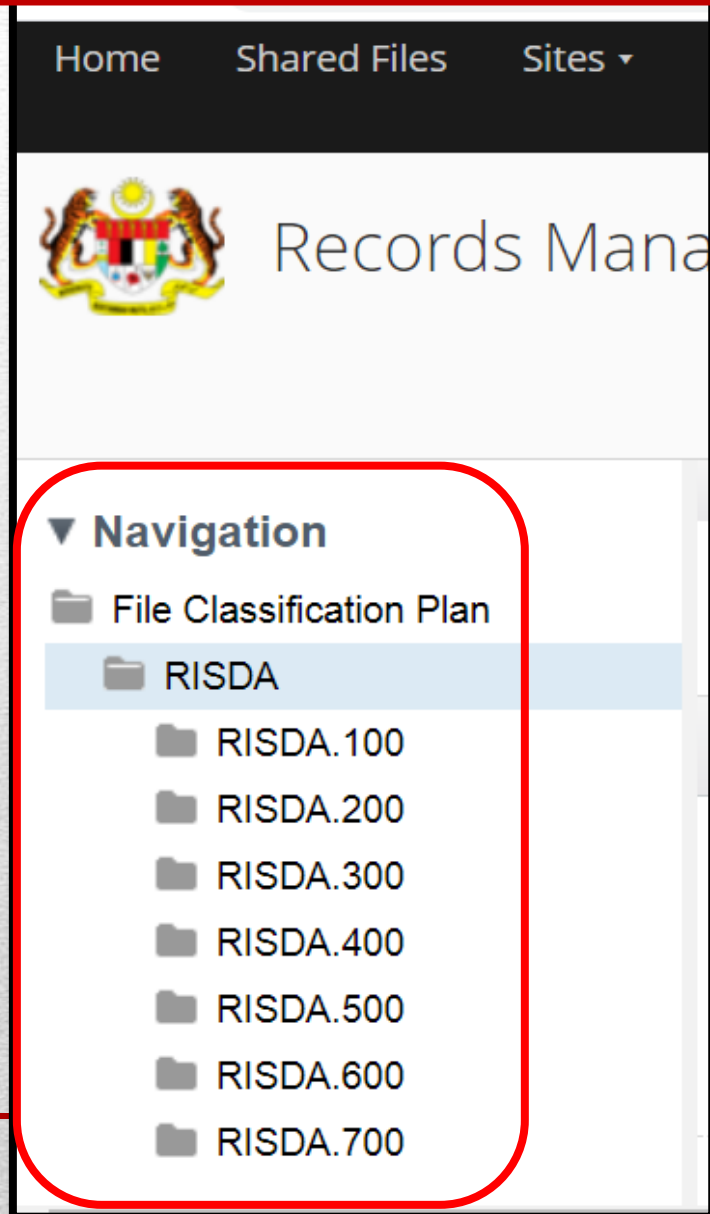 Home Shared Files Sites ▾
Records Mana
▼ Navigation
File Classification Plan
RISDA
RISDA.100
RISDA.200
RISDA.300
RISDA.400
RISDA.500
RISDA.600
RISDA.700